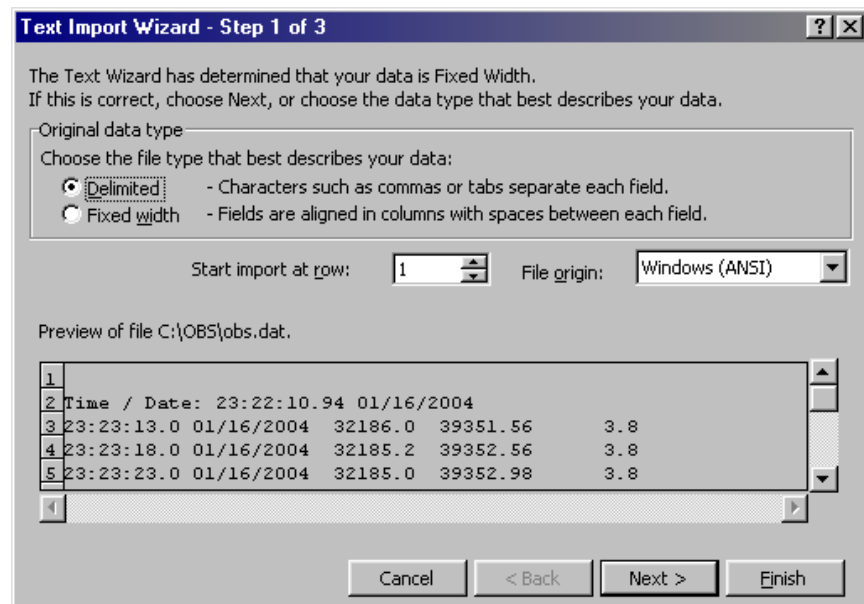 Text Import Wizard - Step 1 of 3
The Text Wizard has determined that your data is Fixed Width.
If this is correct, choose Next, or choose the data type that best describes your data.
Original data type
Choose the file type that best describes your data:
Delimited - Characters such as commas or tabs separate each field.
Fixed width - Fields are aligned in columns with spaces between each field.
Start import at row: 1 File origin: Windows (ANSI)
Preview of file C:\OBS\obs.dat.
1
2 Time / Date: 23:22:10.94 01/16/2004
3 23:23:13.0 01/16/2004 32186.0 39351.56 3.8
4 23:23:18.0 01/16/2004 32185.2 39352.56 3.8
5 23:23:23.0 01/16/2004 32185.0 39352.98 3.8
Cancel < Back Next > Finish